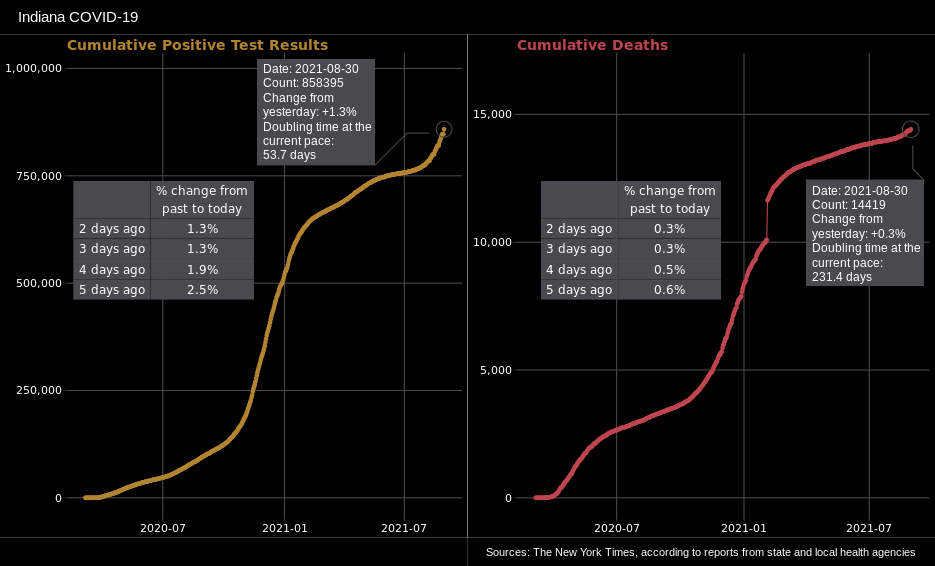 Indiana COVID-19
Cumulative Positive Test Results
1,000,000
750,000
500,000
250,000
0
2020-07
2021-01
2021-07
Date: 2021-08-30
Count: 858395
Change from
yesterday: +1.3%
Doubling time at the
current pace:
53.7 days
% change from
past to today
2 days ago 1.3%
3 days ago 1.3%
4 days ago 1.9%
5 days ago 2.5%
Cumulative Deaths
15,000
10,000
5,000
0
2020-07
2021-01
2021-07
% change from
past to today
2 days ago 0.3%
3 days ago 0.3%
4 days ago 0.5%
5 days ago 0.6%
Date: 2021-08-30
Count: 14419
Change from
yesterday: +0.3%
Doubling time at the
current pace:
231.4 days
Sources: The New York Times, according to reports from state and local health agencies